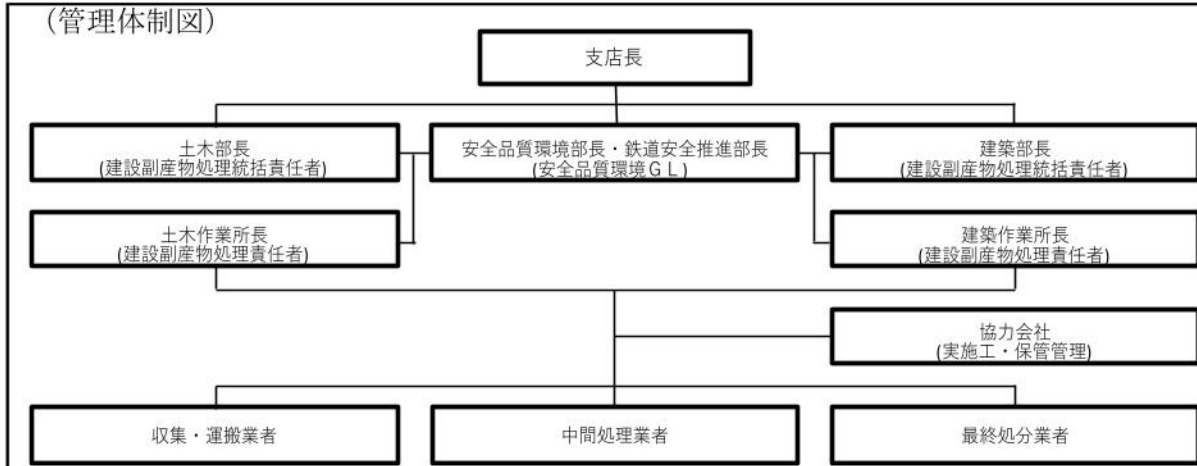 (管理体制図)
支店長
土木部長
(建設副産物処理統括責任者)
安全品質環境部長・鉄道安全推進部長
(安全品質環境GL)
建築部長
(建設副産物処理統括責任者)
土木作業所長
(建設副産物処理責任者)
建築作業所長
(建設副産物処理責任者)
協力会社
(実施工・保管管理)
収集・運搬業者
中間処理業者
最終処分業者